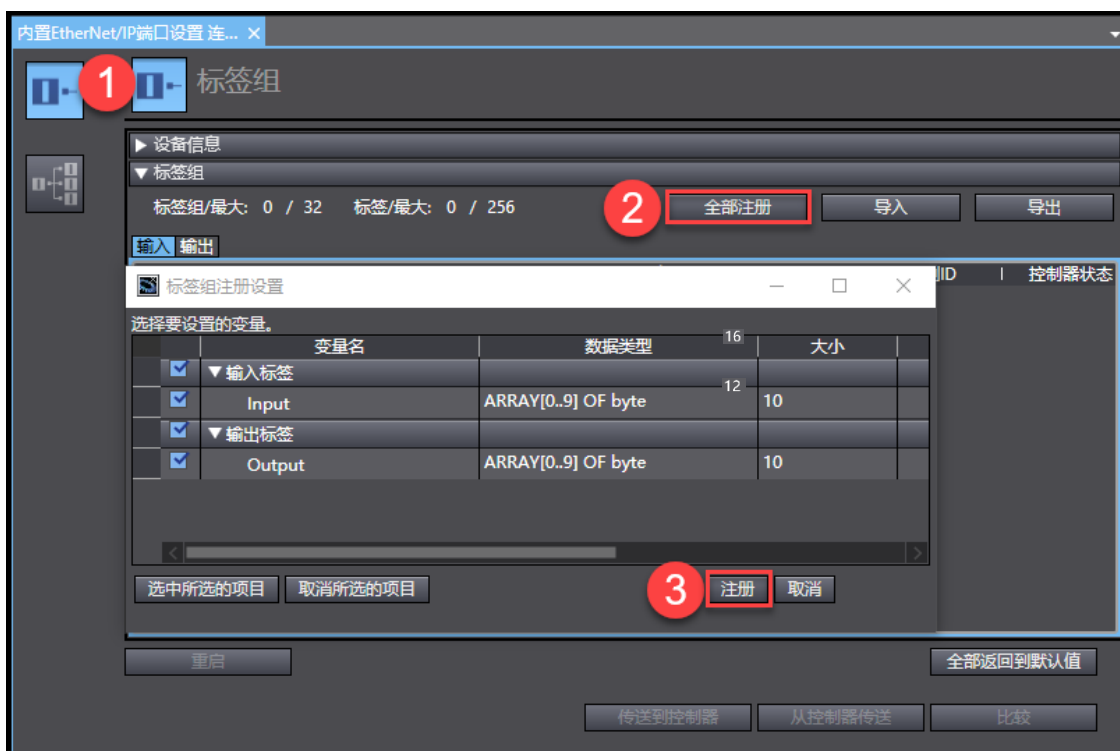 内置EtherNet/IP端口设置 连... ×
1
标签组
▶ 设备信息
▼ 标签组
标签组/最大: 0 / 32 标签/最大: 0 / 256 2 全部注册 导入 导出
输入 输出
ID | 控制器状态
标签组注册设置
选择要设置的变量。
变量名 数据类型 16 大小
▼ 输入标签
12
Input ARRAY[0..9] OF byte 10
▼ 输出标签
Output ARRAY[0..9] OF byte 10
选中所选的项目 取消所选的项目 3 注册 取消
重启 全部返回到默认值
传送到控制器 从控制器传送 比较